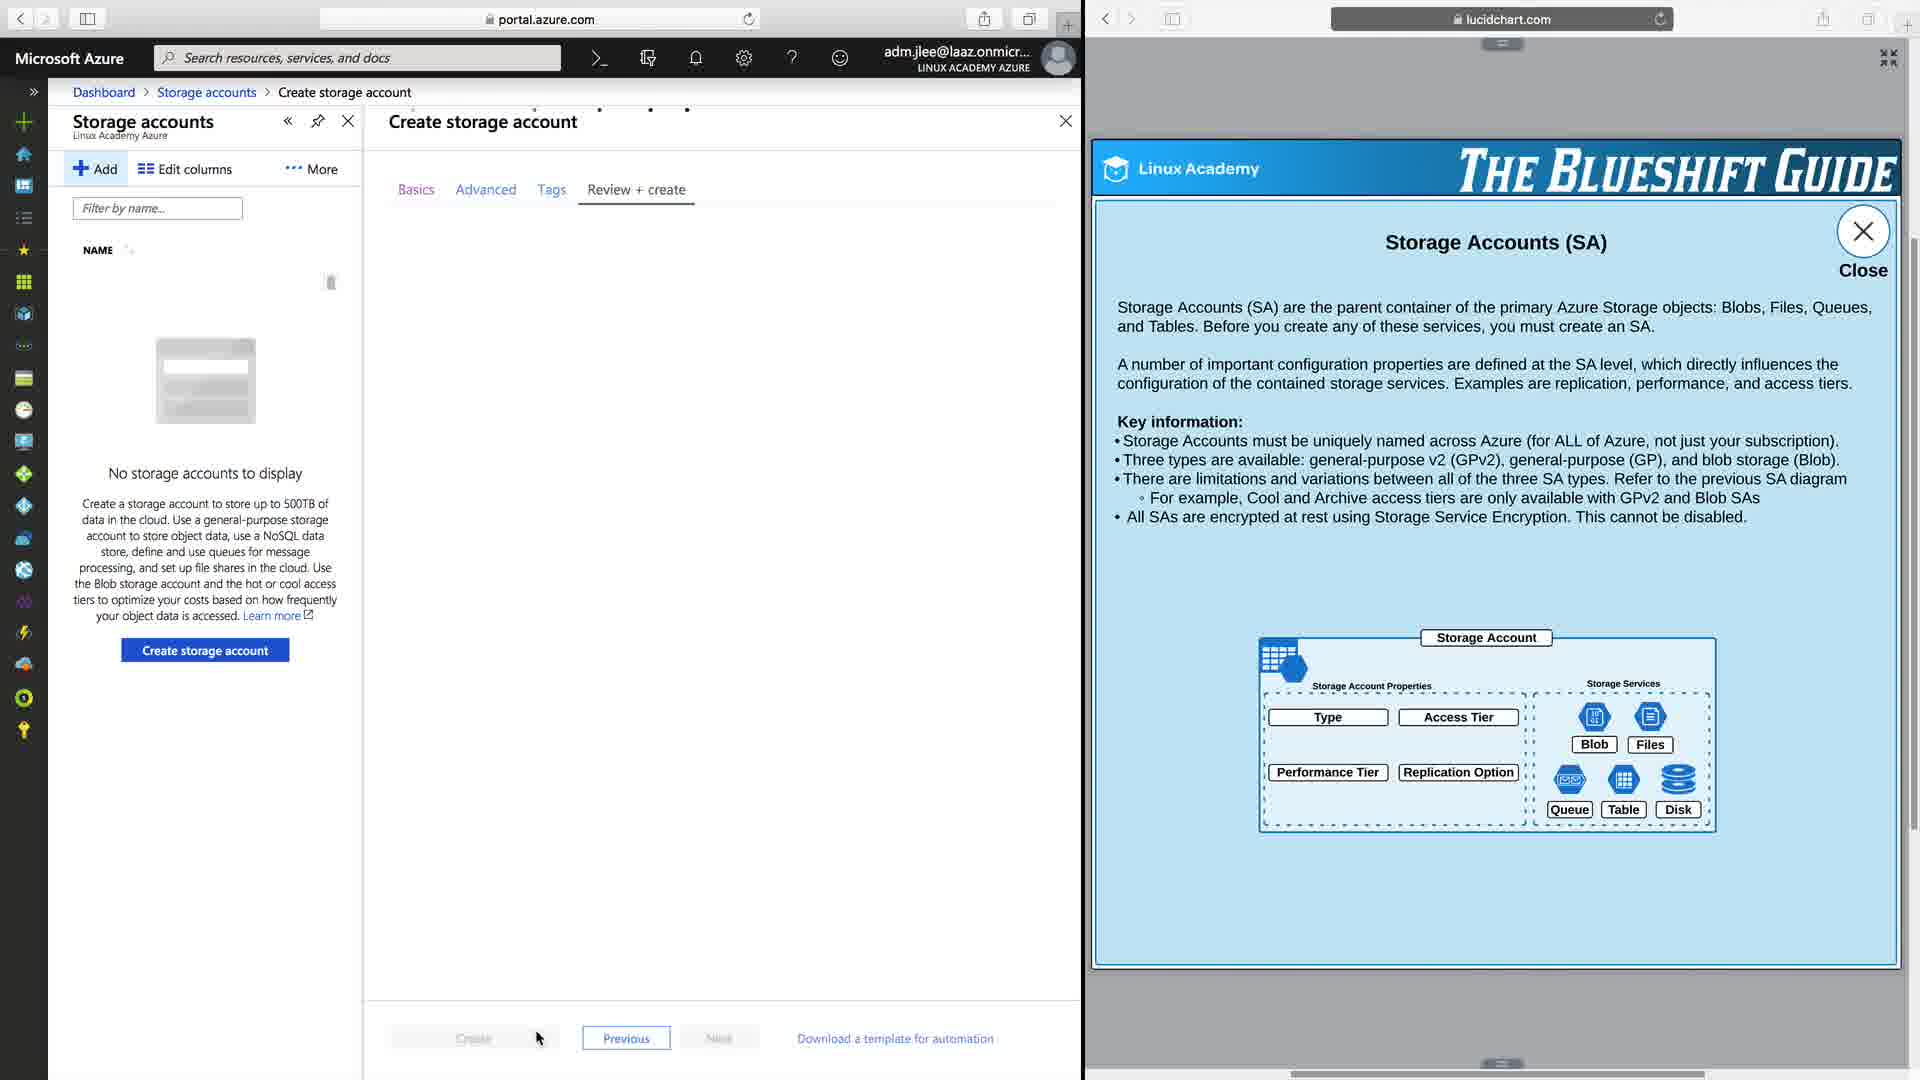 portal.azure.com
lucidchart.com
Microsoft Azure
Search resources, services, and docs
adm.jlee@laaz.onmicr...
LINUX ACADEMY AZURE
Dashboard > Storage accounts > Create storage account
Storage accounts
Linux Academy Azure
Add
Edit columns
More
Filter by name...
NAME
No storage accounts to display
Create a storage account to store up to 500TB of
data in the cloud. Use a general-purpose storage
account to store object data, use a NoSQL data
store, define and use queues for message
processing, and set up file shares in the cloud. Use
the Blob storage account and the hot or cool access
tiers to optimize your costs based on how frequently
your object data is accessed. Learn more
Create storage account
Create storage account
Basics
Advanced
Tags
Review + create
Create
Previous
Next
Download a template for automation
Linux Academy
THE BLUESHIFT GUIDE
Storage Accounts (SA)
Close
Storage Accounts (SA) are the parent container of the primary Azure Storage objects: Blobs, Files, Queues,
and Tables. Before you create any of these services, you must create an SA.
A number of important configuration properties are defined at the SA level, which directly influences the
configuration of the contained storage services. Examples are replication, performance, and access tiers.
Key information:
• Storage Accounts must be uniquely named across Azure (for ALL of Azure, not just your subscription).
• Three types are available: general-purpose v2 (GPv2), general-purpose (GP), and blob storage (Blob).
• There are limitations and variations between all of the three SA types. Refer to the previous SA diagram
◦ For example, Cool and Archive access tiers are only available with GPv2 and Blob SAs
• All SAs are encrypted at rest using Storage Service Encryption. This cannot be disabled.
Storage Account
Storage Account Properties
Type
Access Tier
Performance Tier
Replication Option
Storage Services
Blob
Files
Queue
Table
Disk